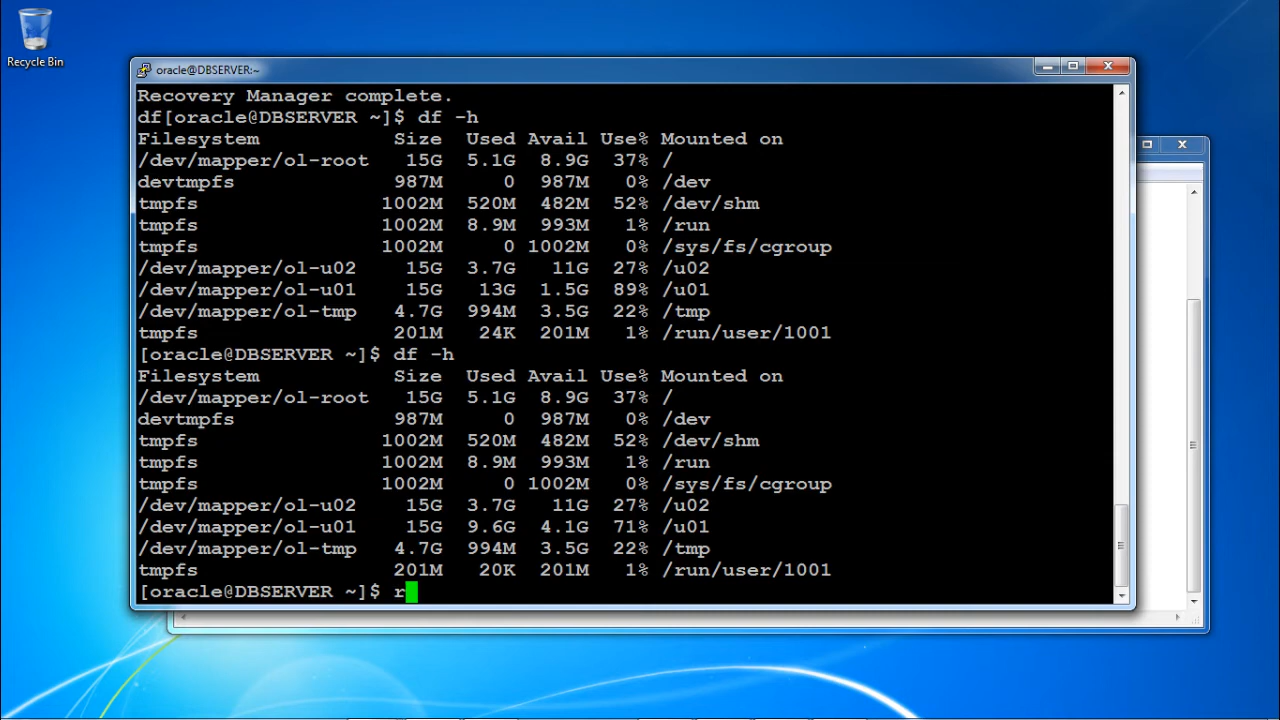 Recycle Bin
oracle@DBSERVER:~
Recovery Manager complete.
df[oracle@DBSERVER ~]$ df -h
Filesystem Size Used Avail Use% Mounted on
/dev/mapper/ol-root 15G 5.1G 8.9G 37% /
devtmpfs 987M 0 987M 0% /dev
tmpfs 1002M 520M 482M 52% /dev/shm
tmpfs 1002M 8.9M 993M 1% /run
tmpfs 1002M 0 1002M 0% /sys/fs/cgroup
/dev/mapper/ol-u02 15G 3.7G 11G 27% /u02
/dev/mapper/ol-u01 15G 13G 1.5G 89% /u01
/dev/mapper/ol-tmp 4.7G 994M 3.5G 22% /tmp
tmpfs 201M 24K 201M 1% /run/user/1001
[oracle@DBSERVER ~]$ df -h
Filesystem Size Used Avail Use% Mounted on
/dev/mapper/ol-root 15G 5.1G 8.9G 37% /
devtmpfs 987M 0 987M 0% /dev
tmpfs 1002M 520M 482M 52% /dev/shm
tmpfs 1002M 8.9M 993M 1% /run
tmpfs 1002M 0 1002M 0% /sys/fs/cgroup
/dev/mapper/ol-u02 15G 3.7G 11G 27% /u02
/dev/mapper/ol-u01 15G 9.6G 4.1G 71% /u01
/dev/mapper/ol-tmp 4.7G 994M 3.5G 22% /tmp
tmpfs 201M 20K 201M 1% /run/user/1001
[oracle@DBSERVER ~]$ r